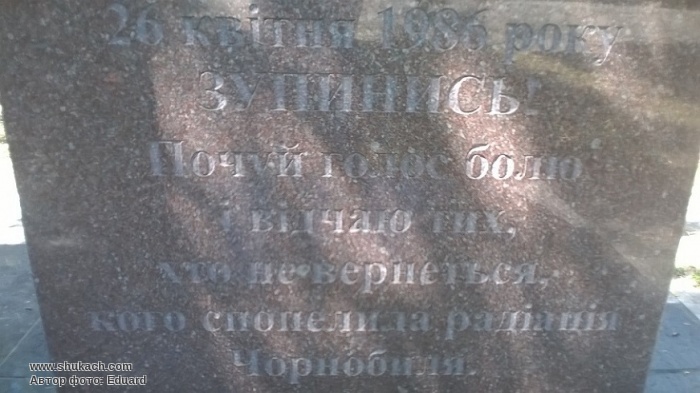 26 квітня 1986 року
ЗУПИНИСЬ!
Почуй голос болю
і відчаю тих,
хто не вернеться,
кого спопелила радіація
Чорнобиля.
www.shukach.com
Автор фото: Eduard